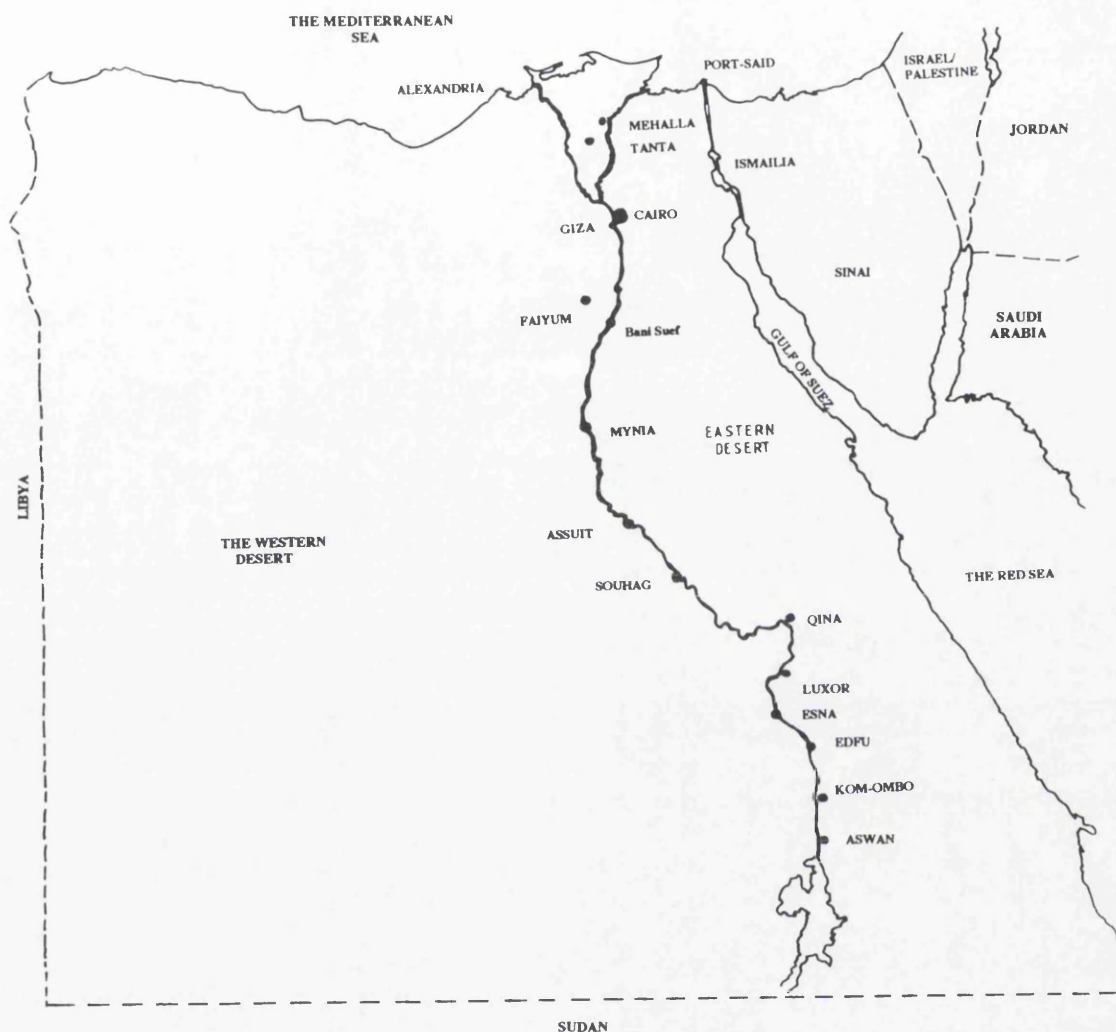 THE MEDITERRANEAN
SEA
PORT-SAID
ISRAEL/
PALESTINE
ALEXANDRIA
MEHALLA
TANTA
JORDAN
ISMAILIA
GIZA
CAIRO
SINAI
FAIYUM
Bani Suef
SAUDI
ARABIA
GULF OF SUEZ
MYNIA
EASTERN
DESERT
LIBYA
THE WESTERN
DESERT
ASSUIT
SOUHAG
THE RED SEA
QINA
LUXOR
ESNA
EDFU
KOM-OMBO
ASWAN
SUDAN